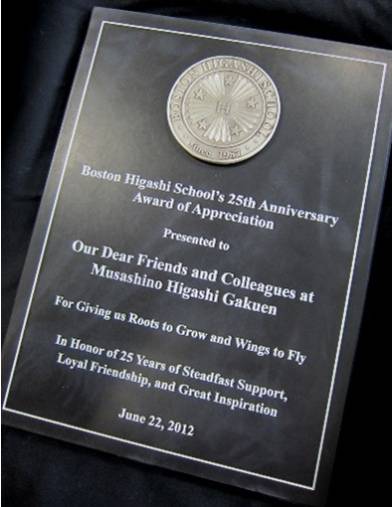 BOSTON HIGASHI SCHOOL
H
Since 1987
Boston Higashi School's 25th Anniversary
Award of Appreciation
Presented to
Our Dear Friends and Colleagues at
Musashino Higashi Gakuen
For Giving us Roots to Grow and Wings to Fly
In Honor of 25 Years of Steadfast Support,
Loyal Friendship, and Great Inspiration
June 22, 2012